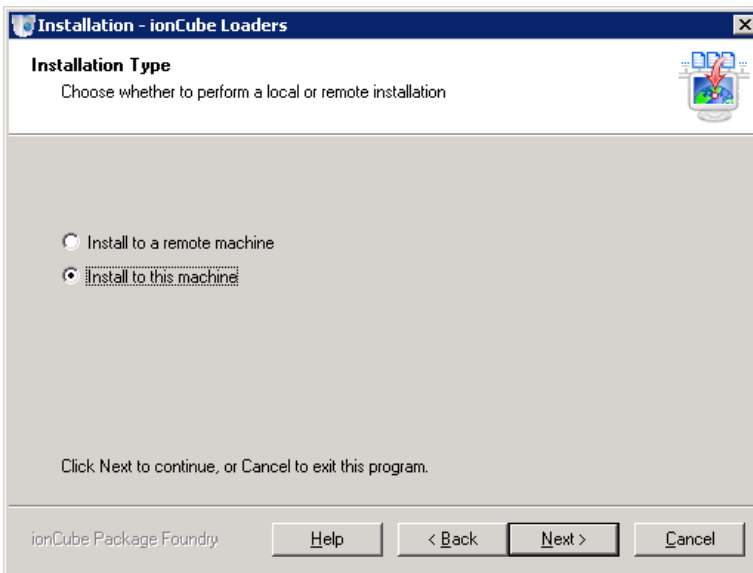 Installation - ionCube Loaders
Installation Type
Choose whether to perform a local or remote installation
Install to a remote machine
Install to this machine
Click Next to continue, or Cancel to exit this program.
ionCube Package Foundry
Help
< Back
Next >
Cancel